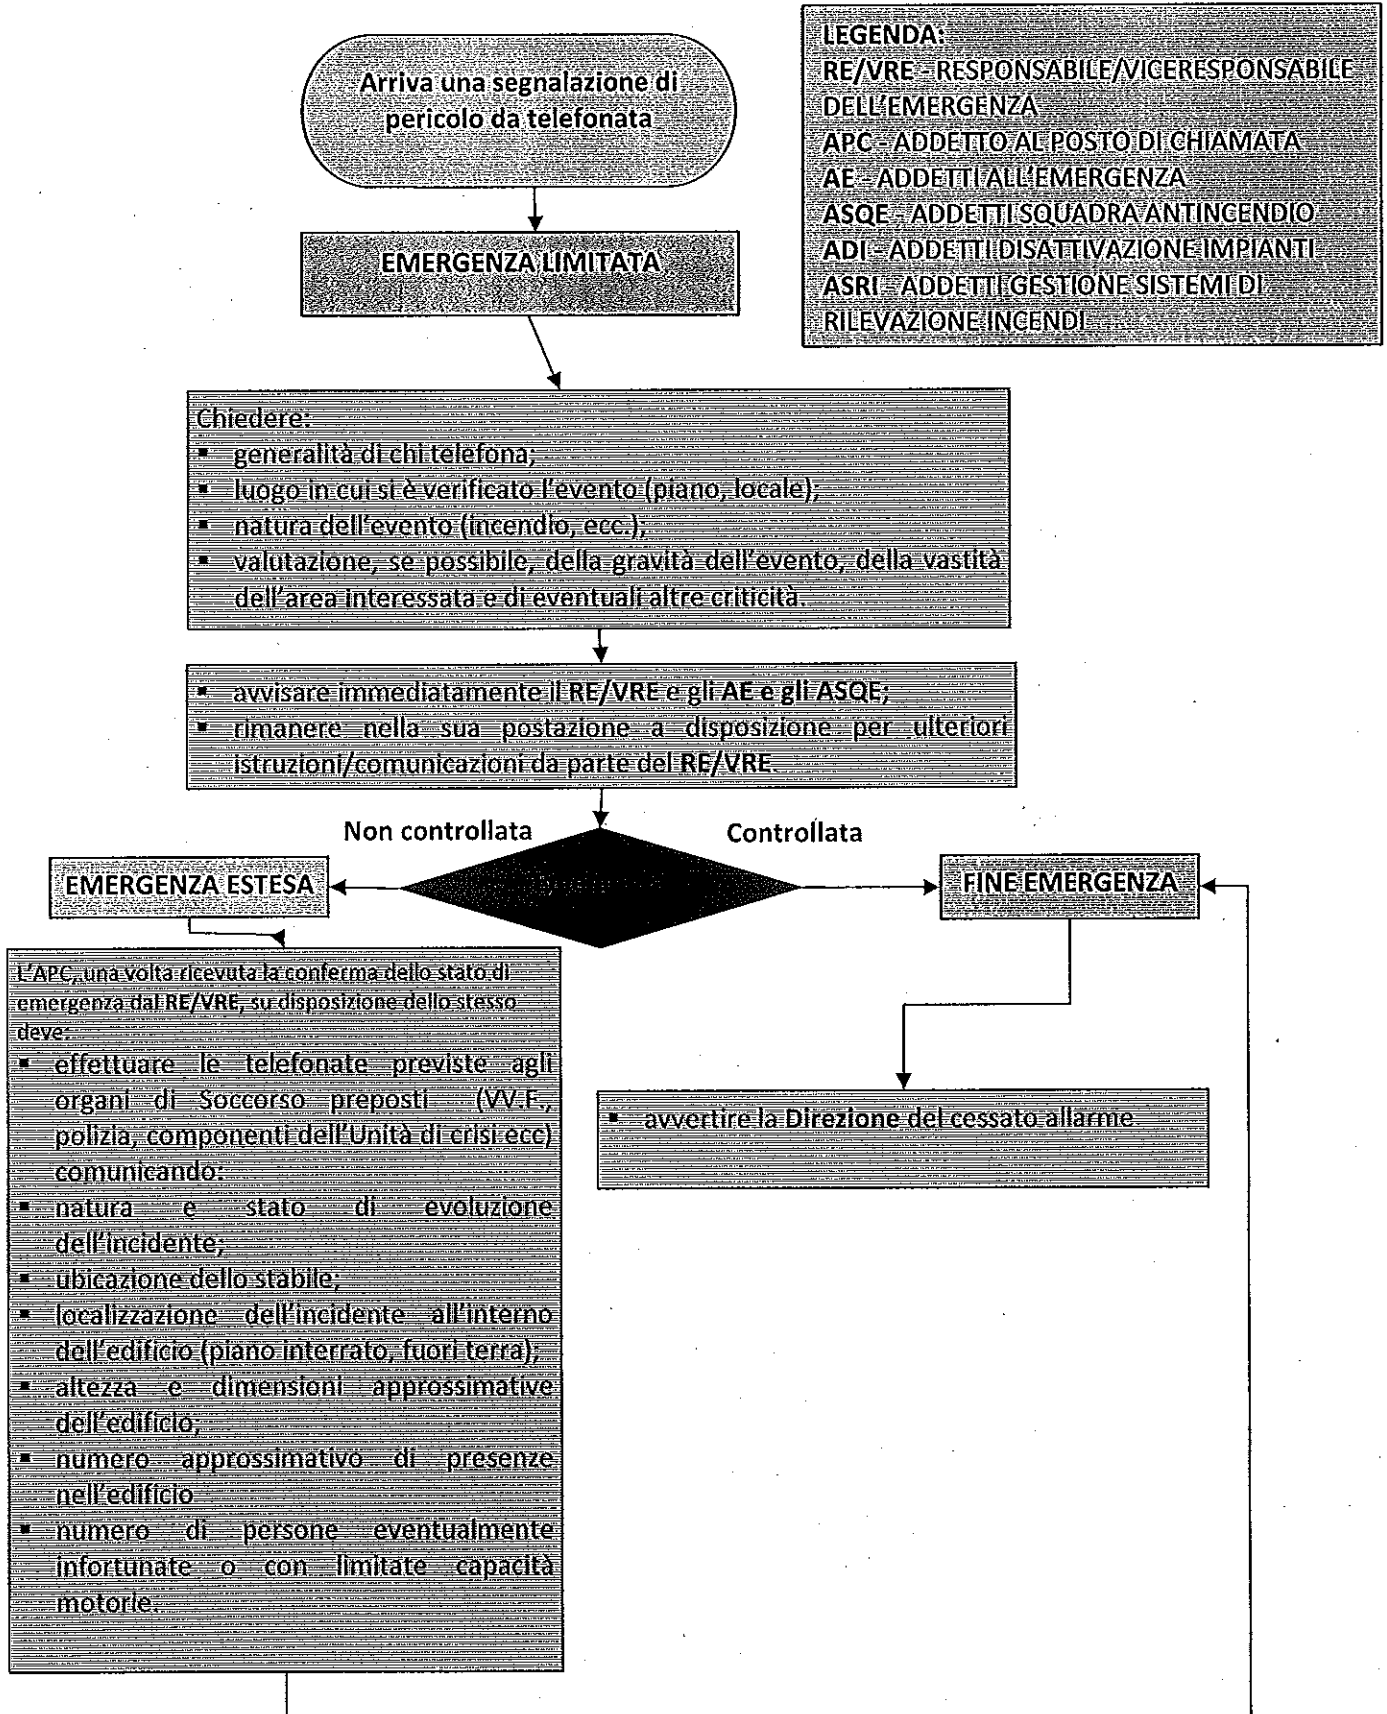 Arriva una segnalazione di
pericolo da telefonata
LEGENDA:
RE/VRE - RESPONSABILE/VICERESPONSABILE
DELL'EMERGENZA
APC - ADDETTO AL POSTO DI CHIAMATA
AE - ADDETTI ALL'EMERGENZA
ASQE - ADDETTI SQUADRA ANTINCENDIO
ADI - ADDETTI DISATTIVAZIONE IMPIANTI
ASRI - ADDETTI GESTIONE SISTEMI DI
RILEVAZIONE INCENDI
EMERGENZA LIMITATA
Chiedere:
▪ generalità di chi telefona;
▪ luogo in cui si è verificato l'evento (piano, locale);
▪ natura dell'evento (incendio, ecc.);
▪ valutazione, se possibile, della gravità dell'evento, della vastità
dell'area interessata e di eventuali altre criticità.
▪ avvisare immediatamente il RE/VRE e gli AE e gli ASQE;
▪ rimanere nella sua postazione a disposizione per ulteriori
istruzioni/comunicazioni da parte del RE/VRE.
Non controllata
Controllata
EMERGENZA ESTESA
FINE EMERGENZA
L'APC, una volta ricevuta la conferma dello stato di
emergenza dal RE/VRE, su disposizione dello stesso
deve:
▪ effettuare le telefonate previste agli
organi di Soccorso preposti (VV.F.,
polizia, componenti dell'Unità di crisi ecc)
comunicando:
▪ natura e stato di evoluzione
dell'incidente;
▪ ubicazione dello stabile;
▪ localizzazione dell'incidente all'interno
dell'edificio (piano interrato, fuori terra);
▪ altezza e dimensioni approssimative
dell'edificio;
▪ numero approssimativo di presenze
nell'edificio
▪ numero di persone eventualmente
infortunate o con limitate capacità
motorie.
▪ avvertire la Direzione del cessato allarme.